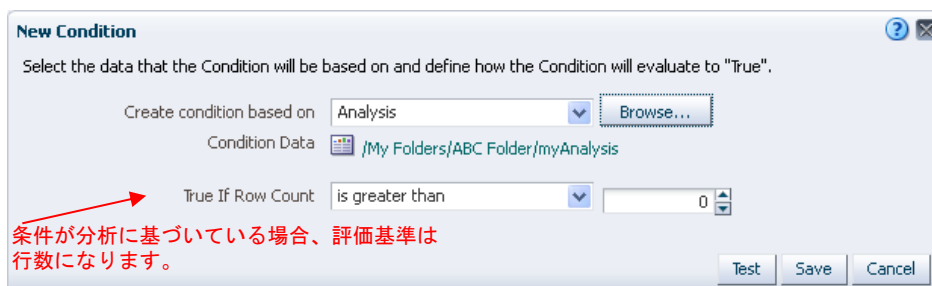 New Condition
Select the data that the Condition will be based on and define how the Condition will evaluate to "True".
Create condition based on Analysis Browse...
Condition Data /My Folders/ABC Folder/myAnalysis
True If Row Count is greater than 0
条件が分析に基づいている場合、評価基準は
行数になります。
Test Save Cancel